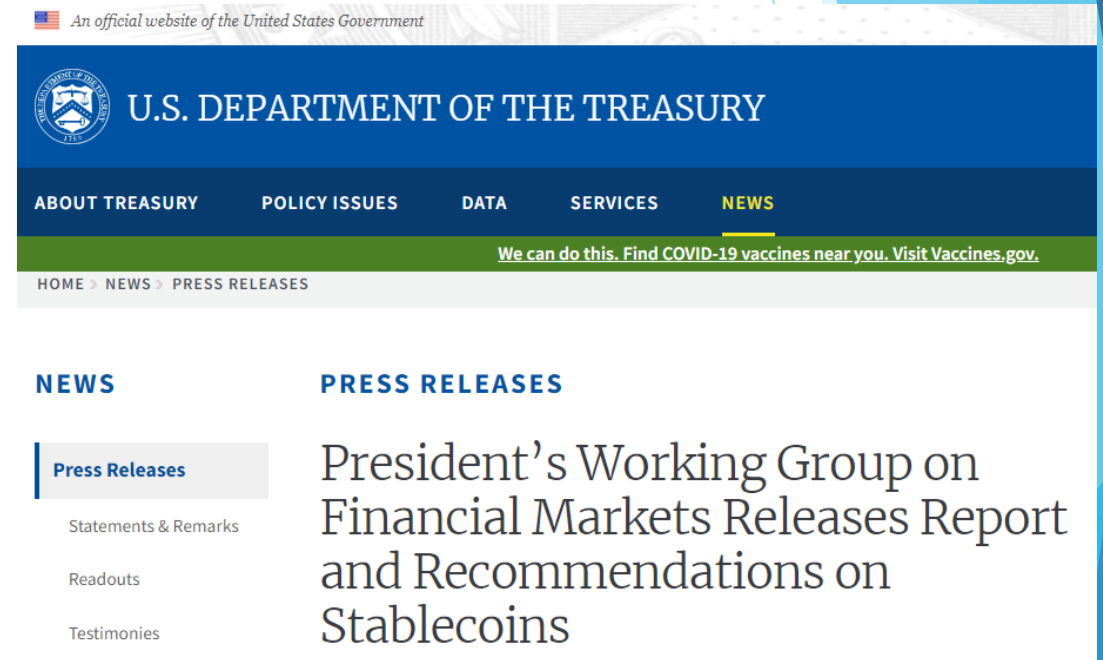 An official website of the United States Government
U.S. DEPARTMENT OF THE TREASURY
ABOUT TREASURY POLICY ISSUES DATA SERVICES NEWS
We can do this. Find COVID-19 vaccines near you. Visit Vaccines.gov.
HOME > NEWS > PRESS RELEASES
NEWS
Press Releases
Statements & Remarks
Readouts
Testimonies
PRESS RELEASES
President’s Working Group on
Financial Markets Releases Report
and Recommendations on
Stablecoins